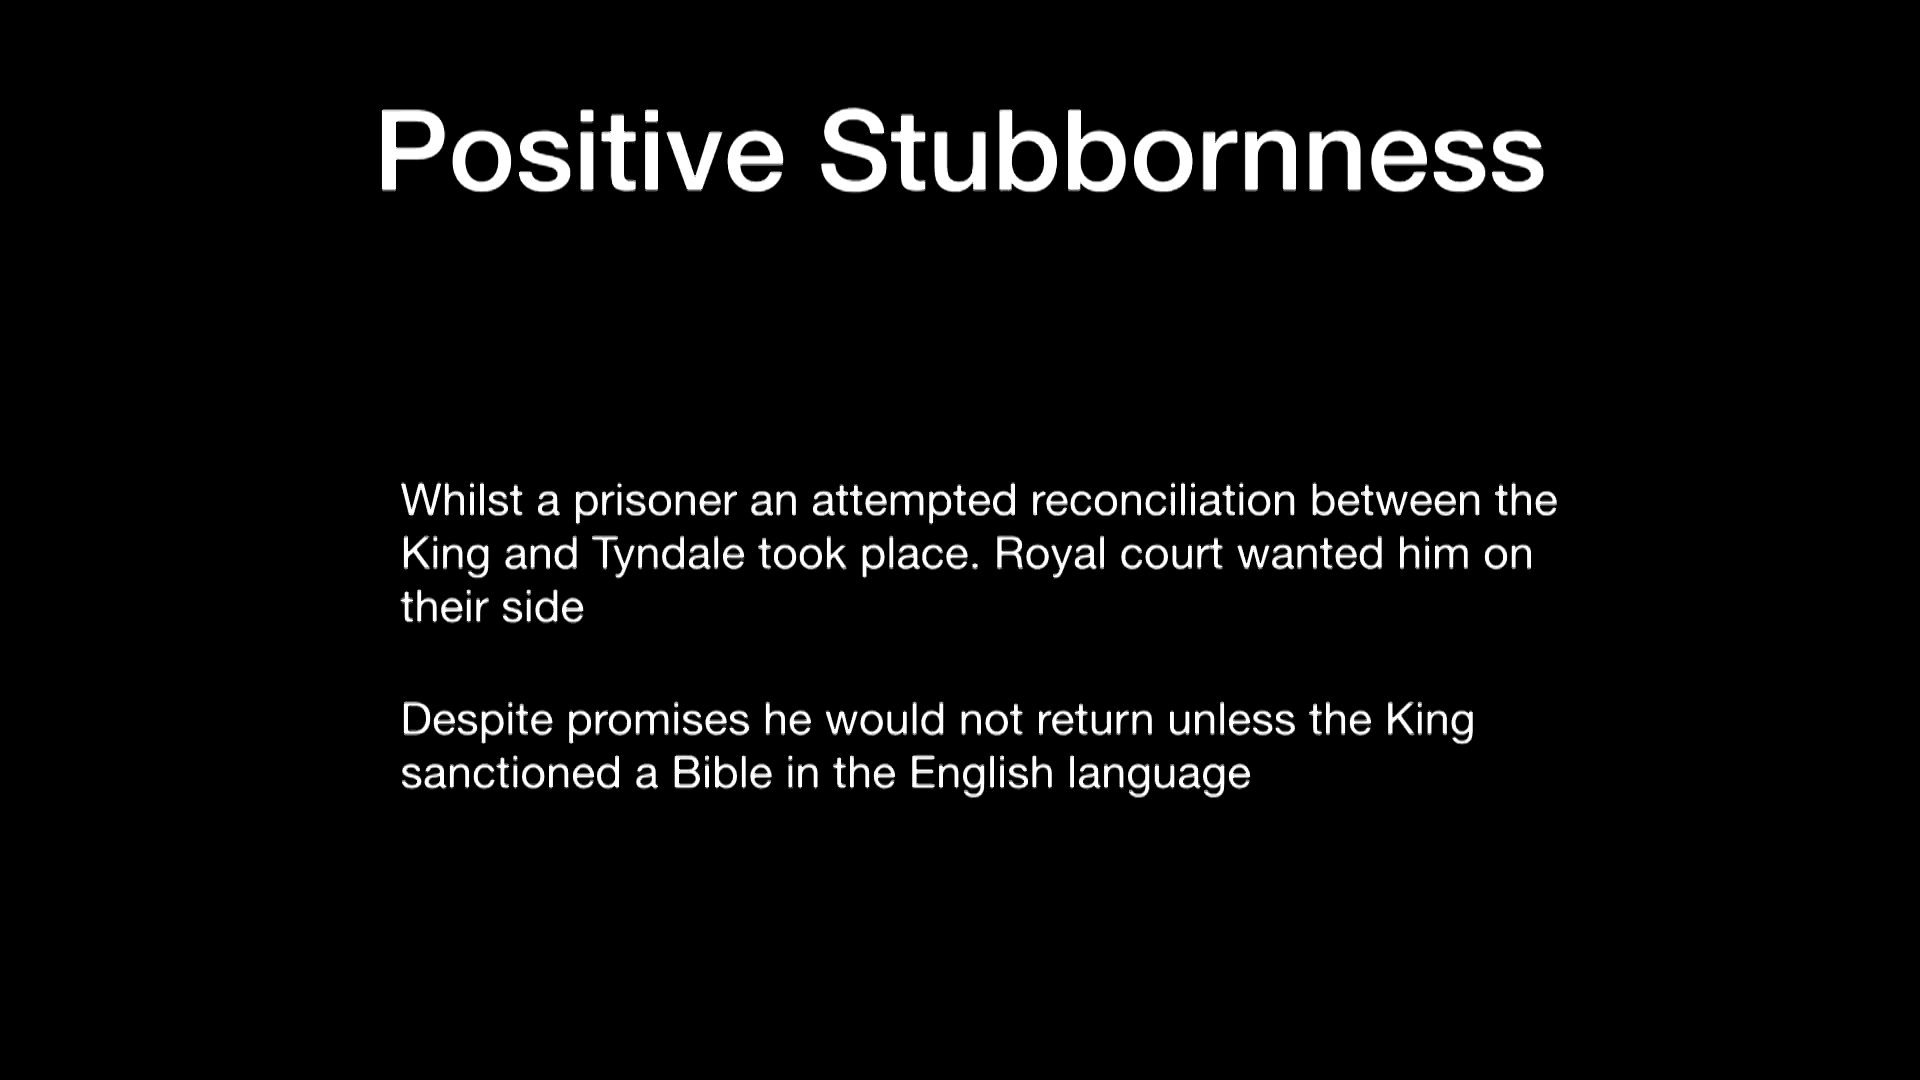 Positive Stubbornness
Whilst a prisoner an attempted reconciliation between the
King and Tyndale took place. Royal court wanted him on
their side
Despite promises he would not return unless the King
sanctioned a Bible in the English language